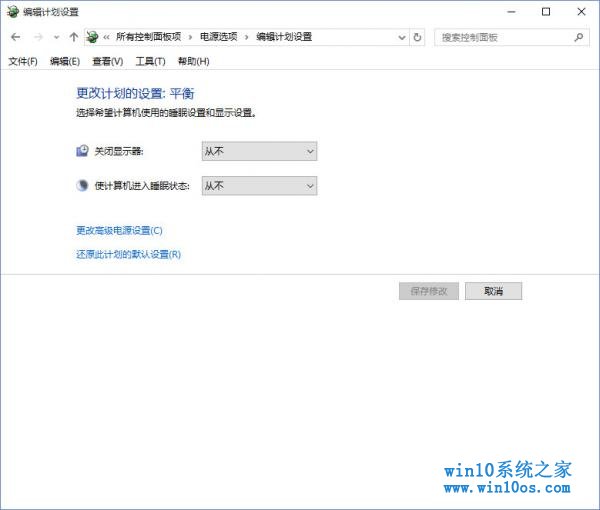 编辑计划设置
所有控制面板项 电源选项 编辑计划设置 搜索控制面板
文件(F) 编辑(E) 查看(V) 工具(T) 帮助(H)
更改计划的设置: 平衡
选择希望计算机使用的睡眠设置和显示设置。
关闭显示器: 从不
使计算机进入睡眠状态: 从不
更改高级电源设置(C)
还原此计划的默认设置(R)
保存修改 取消
win10系统之家
www.win10os.com